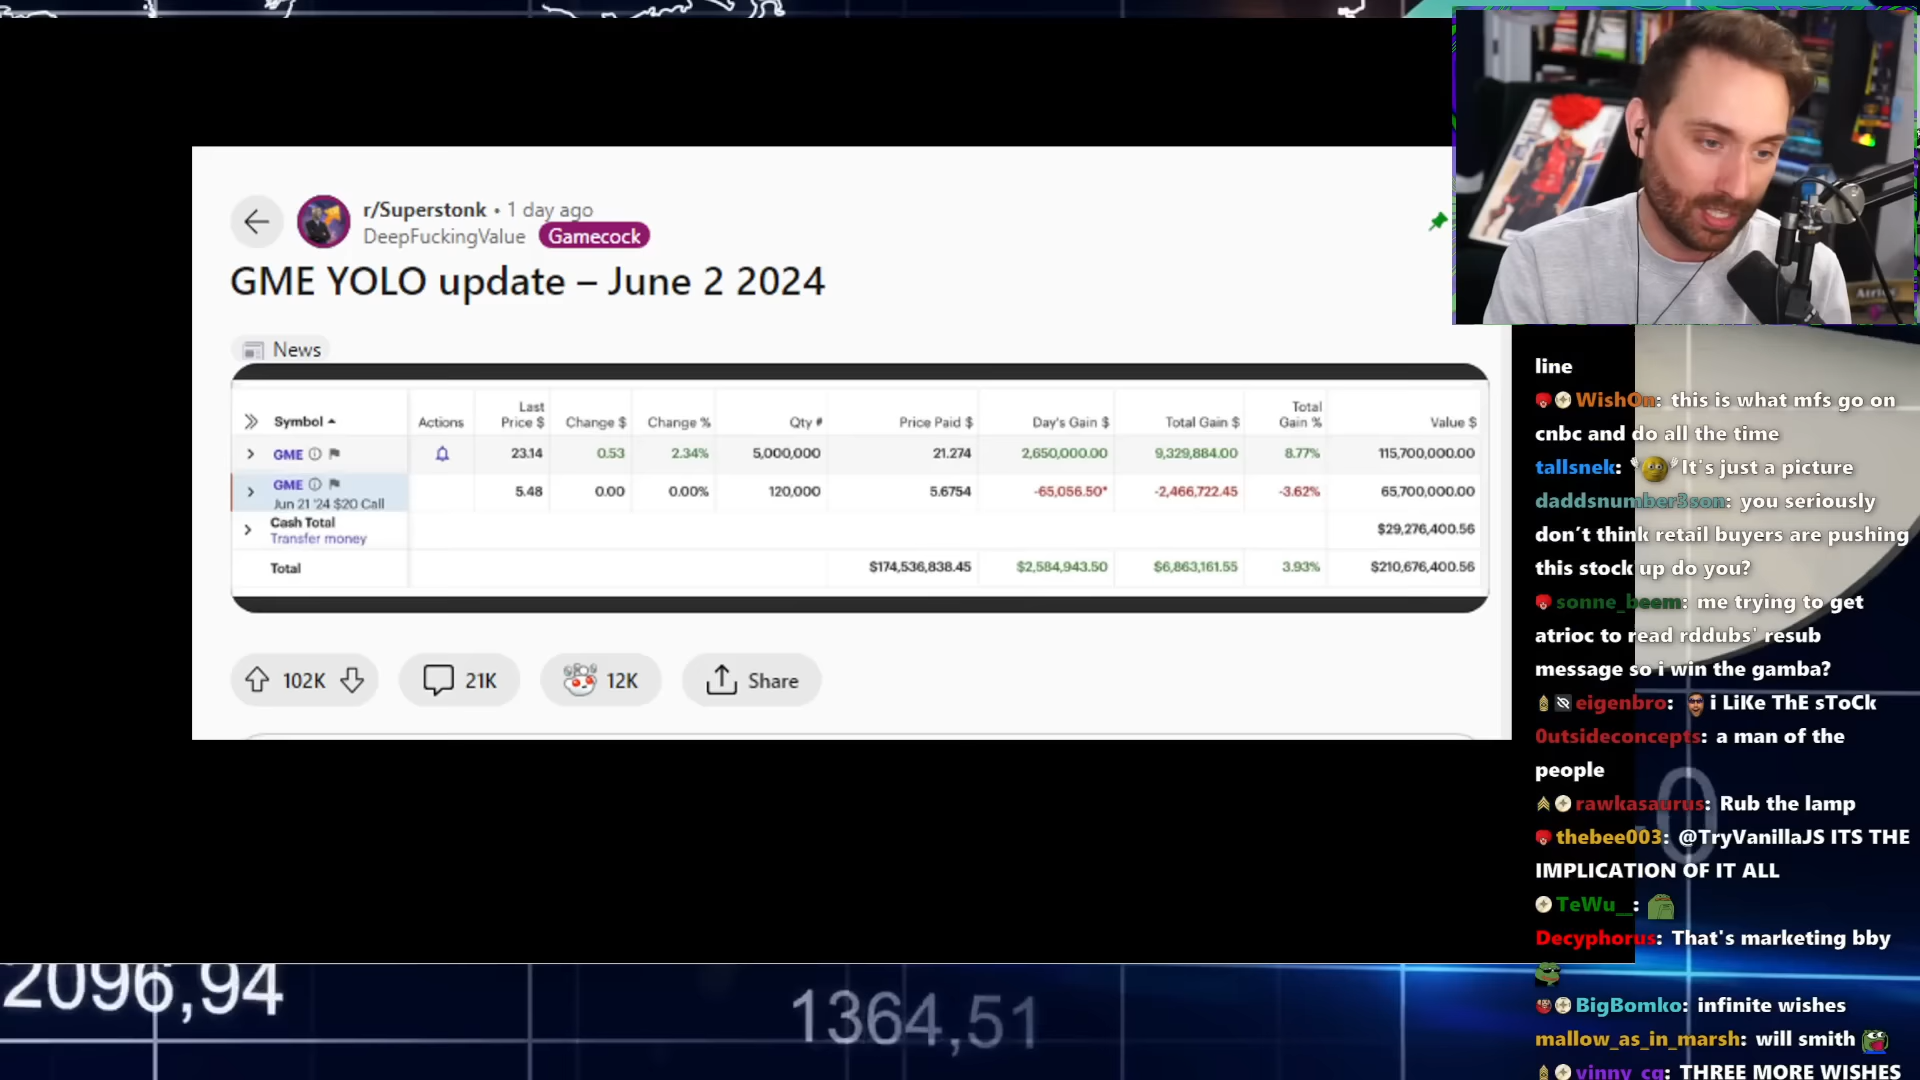 r/Superstonk • 1 day ago
DeepFuckingValue Gamecock
GME YOLO update – June 2 2024
News
Symbol Actions Last Price $ Change $ Change % Qty # Price Paid $ Day's Gain $ Total Gain $ Total Gain % Value $
GME 23.14 0.53 2.34% 5,000,000 21.274 2,650,000.00 9,329,884.00 8.77% 115,700,000.00
GME
Jun 21 '24 $20 Call 5.48 0.00 0.00% 120,000 5.6754 -65,056.50* -2,466,722.45 -3.62% 65,700,000.00
Cash Total $29,276,400.56
Transfer money
Total $174,536,838.45 $2,584,943.50 $6,863,161.55 3.93% $210,676,400.56
102K 21K 12K Share
line
WishOn: this is what mfs go on
cnbc and do all the time
tallsnek: It's just a picture
daddsnumber3son: you seriously
don't think retail buyers are pushing
this stock up do you?
sonne_beem: me trying to get
atrioc to read rddubs' resub
message so i win the gamba?
eigenbro: i LiKe ThE sToCk
0utsideconcepts: a man of the
people
rawkasaurus: Rub the lamp
thebee003: @TryVanillaJS ITS THE
IMPLICATION OF IT ALL
TeWu__:
Decyphorus: That's marketing bby
BigBomko: infinite wishes
mallow_as_in_marsh: will smith
vinny_cg: THREE MORE WISHES
2096,94
1364,51
0